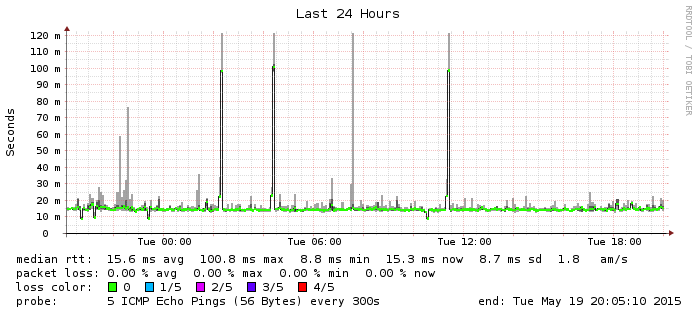 Last 24 Hours
RRDTOOL / TOBI OETIKER
Seconds
120 m
110 m
100 m
90 m
80 m
70 m
60 m
50 m
40 m
30 m
20 m
10 m
0
Tue 00:00 Tue 06:00 Tue 12:00 Tue 18:00
median rtt: 15.6 ms avg 100.8 ms max 8.8 ms min 15.3 ms now 8.7 ms sd 1.8 am/s
packet loss: 0.00 % avg 0.00 % max 0.00 % min 0.00 % now
loss color: 0 1/5 2/5 3/5 4/5
probe: 5 ICMP Echo Pings (56 Bytes) every 300s end: Tue May 19 20:05:10 2015